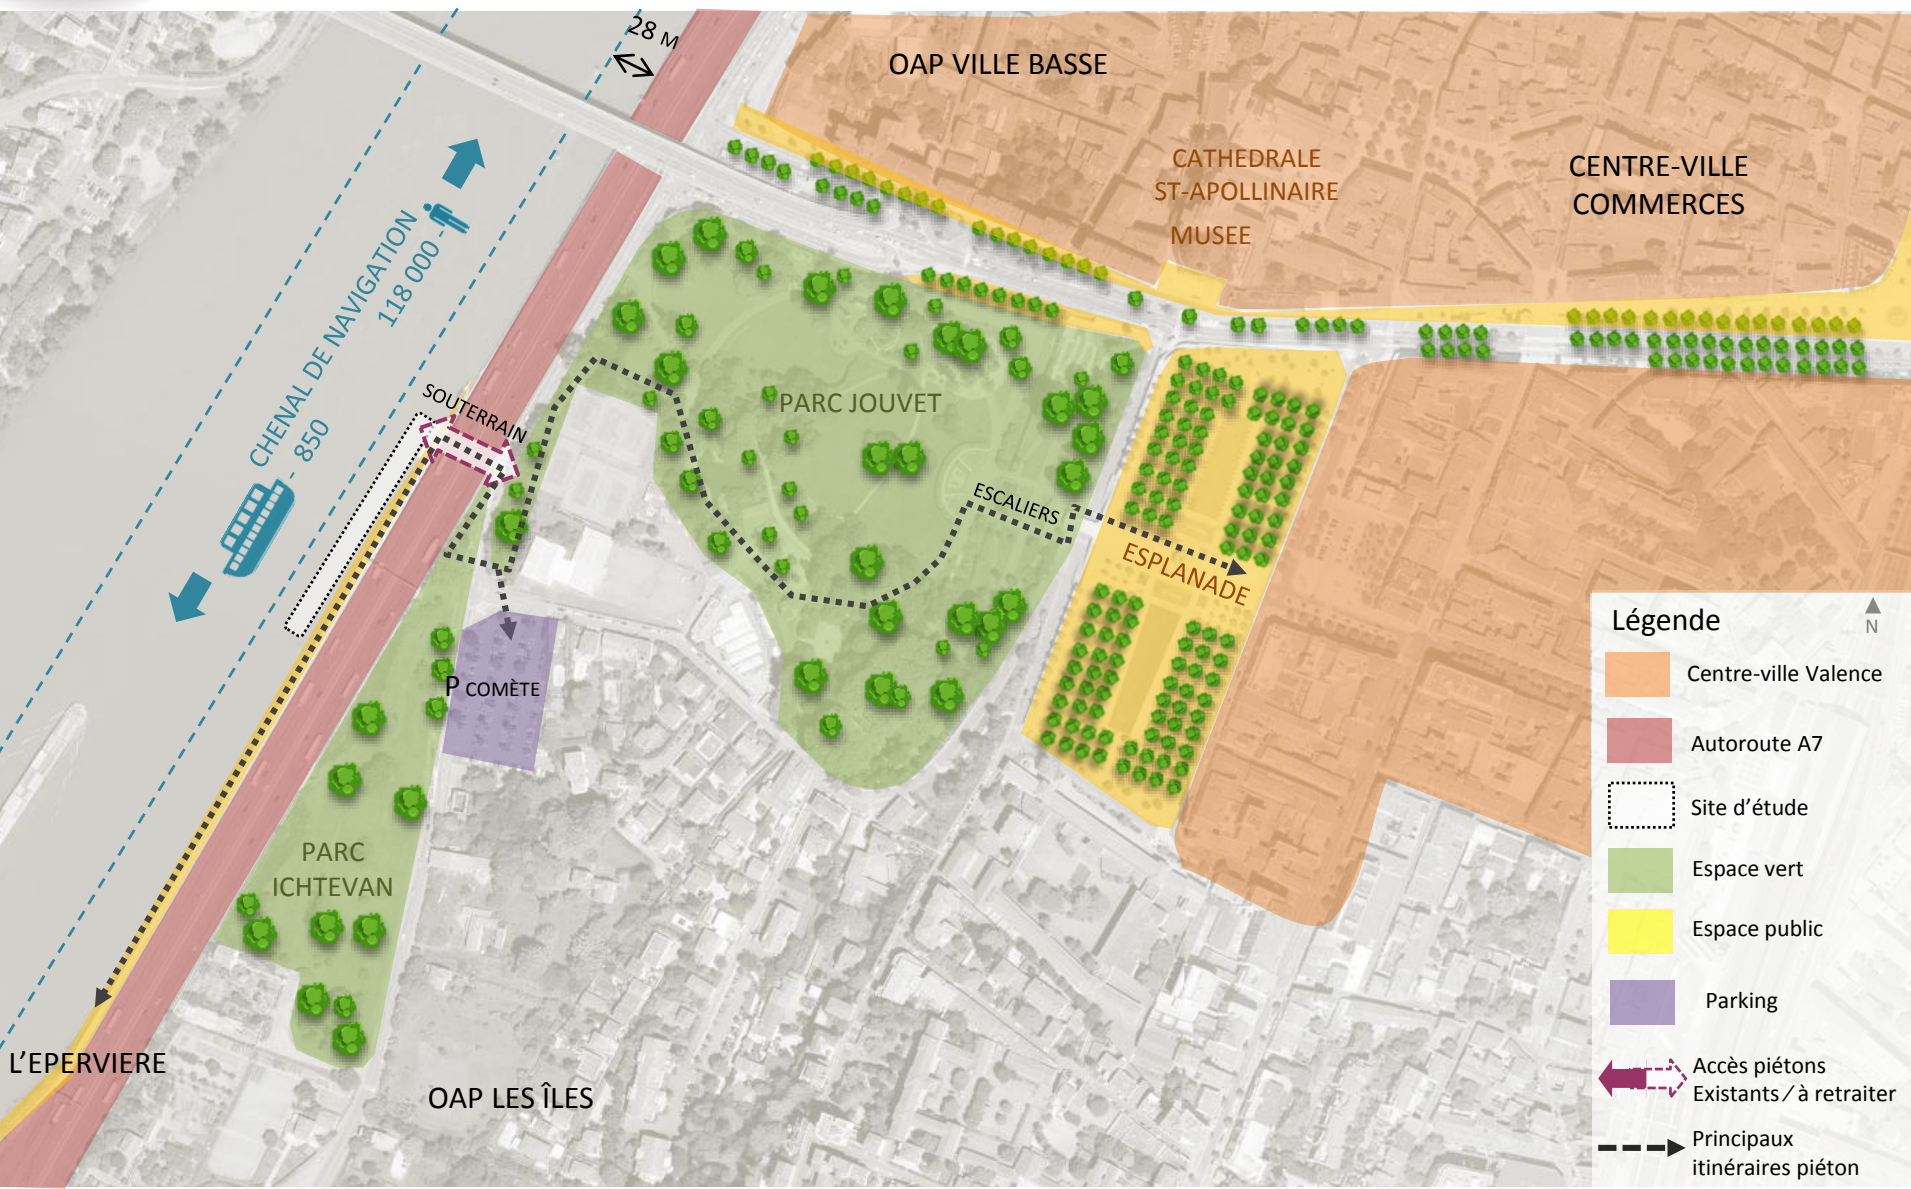 28 M
OAP VILLE BASSE
CATHEDRALE
ST-APOLLINAIRE
MUSEE
CENTRE-VILLE
COMMERCES
CHENAL DE NAVIGATION
118 000 -
- 850
SOUTERRAIN
PARC JOUVET
ESCALIERS
ESPLANADE
P COMÈTE
PARC
ICHTEVAN
L'EPERVIERE
OAP LES ÎLES
Légende
N
Centre-ville Valence
Autoroute A7
Site d'étude
Espace vert
Espace public
Parking
Accès piétons
Existants / à retraiter
Principaux
itinéraires piéton